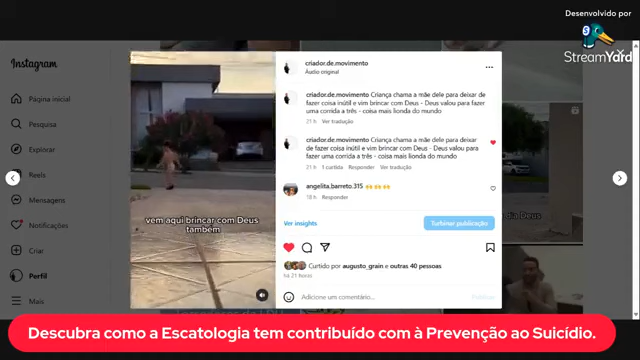 Desenvolvido por
StreamYard
Instagram
Página inicial
Pesquisa
Explorar
Reels
Mensagens
Notificações
Criar
Perfil
Mais
vem aqui brincar com Deus
também
criador.de.movimento
Áudio original
criador.de.movimento Criança chama a mãe dele para deixar de
fazer coisa inútil e vim brincar com Deus - Deus valou para
fazer uma corrida à três - coisa mais lionda do mundo
21 h Ver tradução
criador.de.movimento Criança chama a mãe dele para deixar
de fazer coisa inútil e vim brincar com Deus - Deus valou para
fazer uma corrida à três - coisa mais lionda do mundo
21 h 1 curtida Responder Ver tradução
angelita.barreto.315
18 h Responder
Ver insights
Turbinar publicação
Curtido por augusto_grain e outras 40 pessoas
há 21 horas
Adicione um comentário...
Publicar
Deus
Descubra como a Escatologia tem contribuído com à Prevenção ao Suicídio.